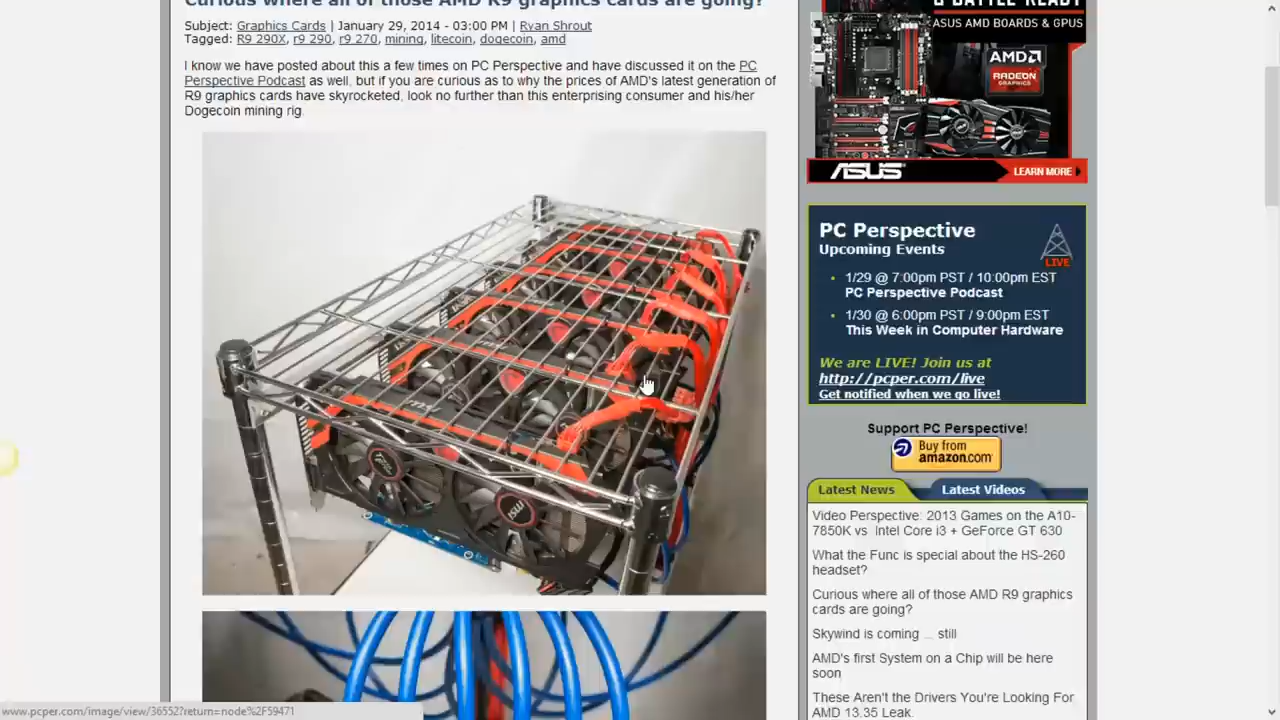 Curious where all of those AMD R9 graphics cards are going?
Subject: Graphics Cards | January 29, 2014 - 03:00 PM | Ryan Shrout
Tagged: R9 290X, r9 290, r9 270, mining, litecoin, dogecoin, amd
I know we have posted about this a few times on PC Perspective and have discussed it on the PC
Perspective Podcast as well, but if you are curious as to why the prices of AMD's latest generation of
R9 graphics cards have skyrocketed, look no further than this enterprising consumer and his/her
Dogecoin mining rig.
msi
BATTLE READY
ASUS AMD BOARDS & GPUS
AMD
RADEON
GRAPHICS
ASUS
LEARN MORE
PC Perspective
Upcoming Events
LIVE
1/29 @ 7:00pm PST / 10:00pm EST
PC Perspective Podcast
1/30 @ 6:00pm PST / 9:00pm EST
This Week in Computer Hardware
We are LIVE! Join us at
http://pcper.com/live
Get notified when we go live!
Support PC Perspective!
Buy from
amazon.com
Latest News
Latest Videos
Video Perspective: 2013 Games on the A10-
7850K vs Intel Core i3 + GeForce GT 630
What the Func is special about the HS-260
headset?
Curious where all of those AMD R9 graphics
cards are going?
Skywind is coming ... still
AMD's first System on a Chip will be here
soon
These Aren't the Drivers You're Looking For
AMD 13.35 Leak.
www.pcper.com/image/view/36552?return=node%2F59471